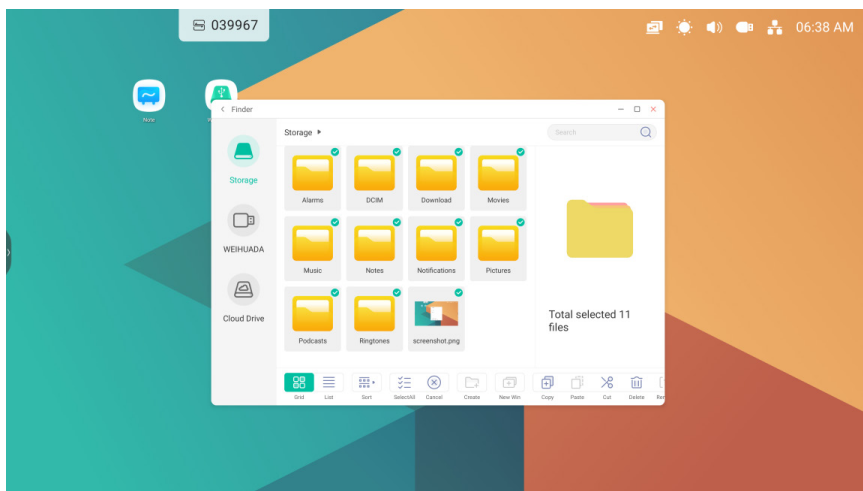 039967
06:38 AM
Note
Finder
Storage
Search
Storage
WEIHUADA
Cloud Drive
Alarms
DCIM
Download
Movies
Music
Notes
Notifications
Pictures
Podcasts
Ringtones
screenshot.png
Total selected 11
files
Grid
List
Sort
SelectAll
Cancel
Create
New Win
Copy
Paste
Cut
Delete